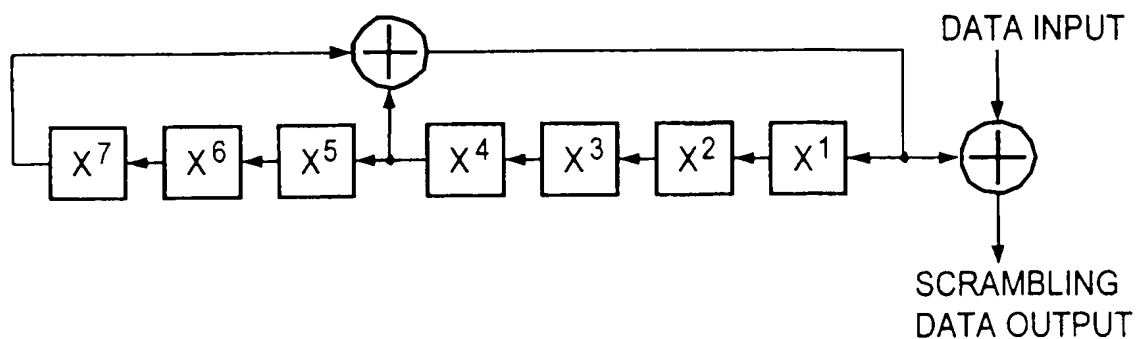 DATA INPUT
X⁷ X⁶ X⁵ X⁴ X³ X² X¹
SCRAMBLING
DATA OUTPUT